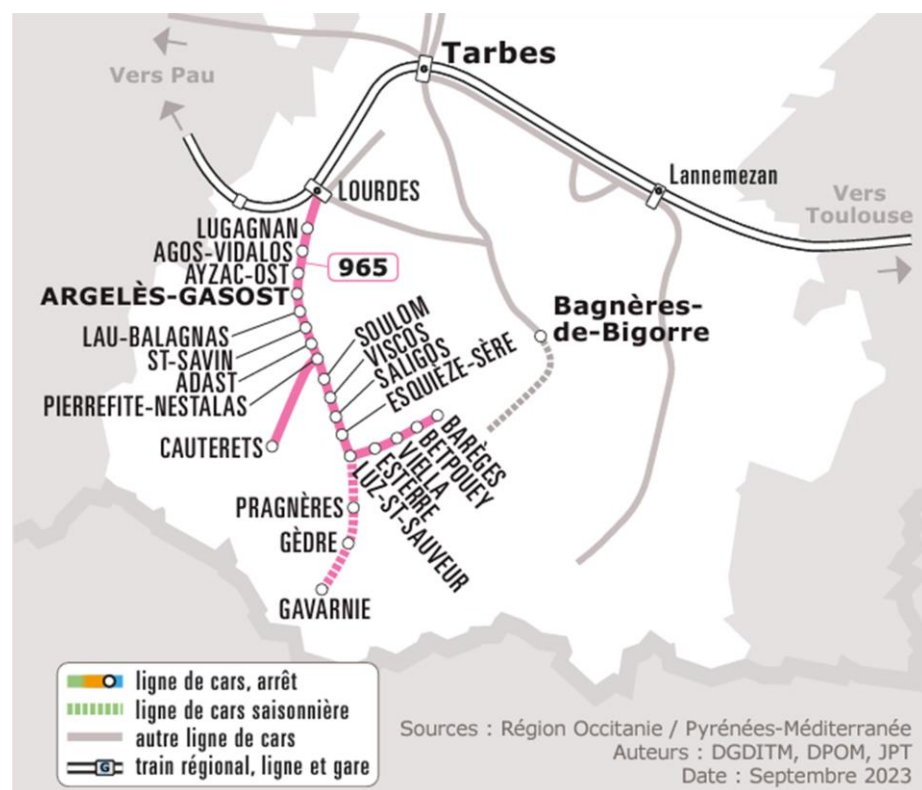 Tarbes
Vers Pau
Lannemezan
Vers
Toulouse
LOURDES
LUGAGNAN
AGOS-VIDALOS
965
AYZAC-OST
ARGELÈS-GASOST
LAU-BALAGNAS
ST-SAVIN
ADAST
PIERREFITE-NESTALAS
SOULOM
VISCOS
SALIGOS
ESQUIÈZE-SÈRE
Bagnères-
de-Bigorre
CAUTERETS
BARÈGES
BETPOUEY
VIELLA
ESTERRE
LUZ-ST-SAUVEUR
PRAGNÈRES
GÈDRE
GAVARNIE
ligne de cars, arrêt
ligne de cars saisonnière
autre ligne de cars
G
train régional, ligne et gare
Sources : Région Occitanie / Pyrénées-Méditerranée
Auteurs : DGDITM, DPOM, JPT
Date : Septembre 2023